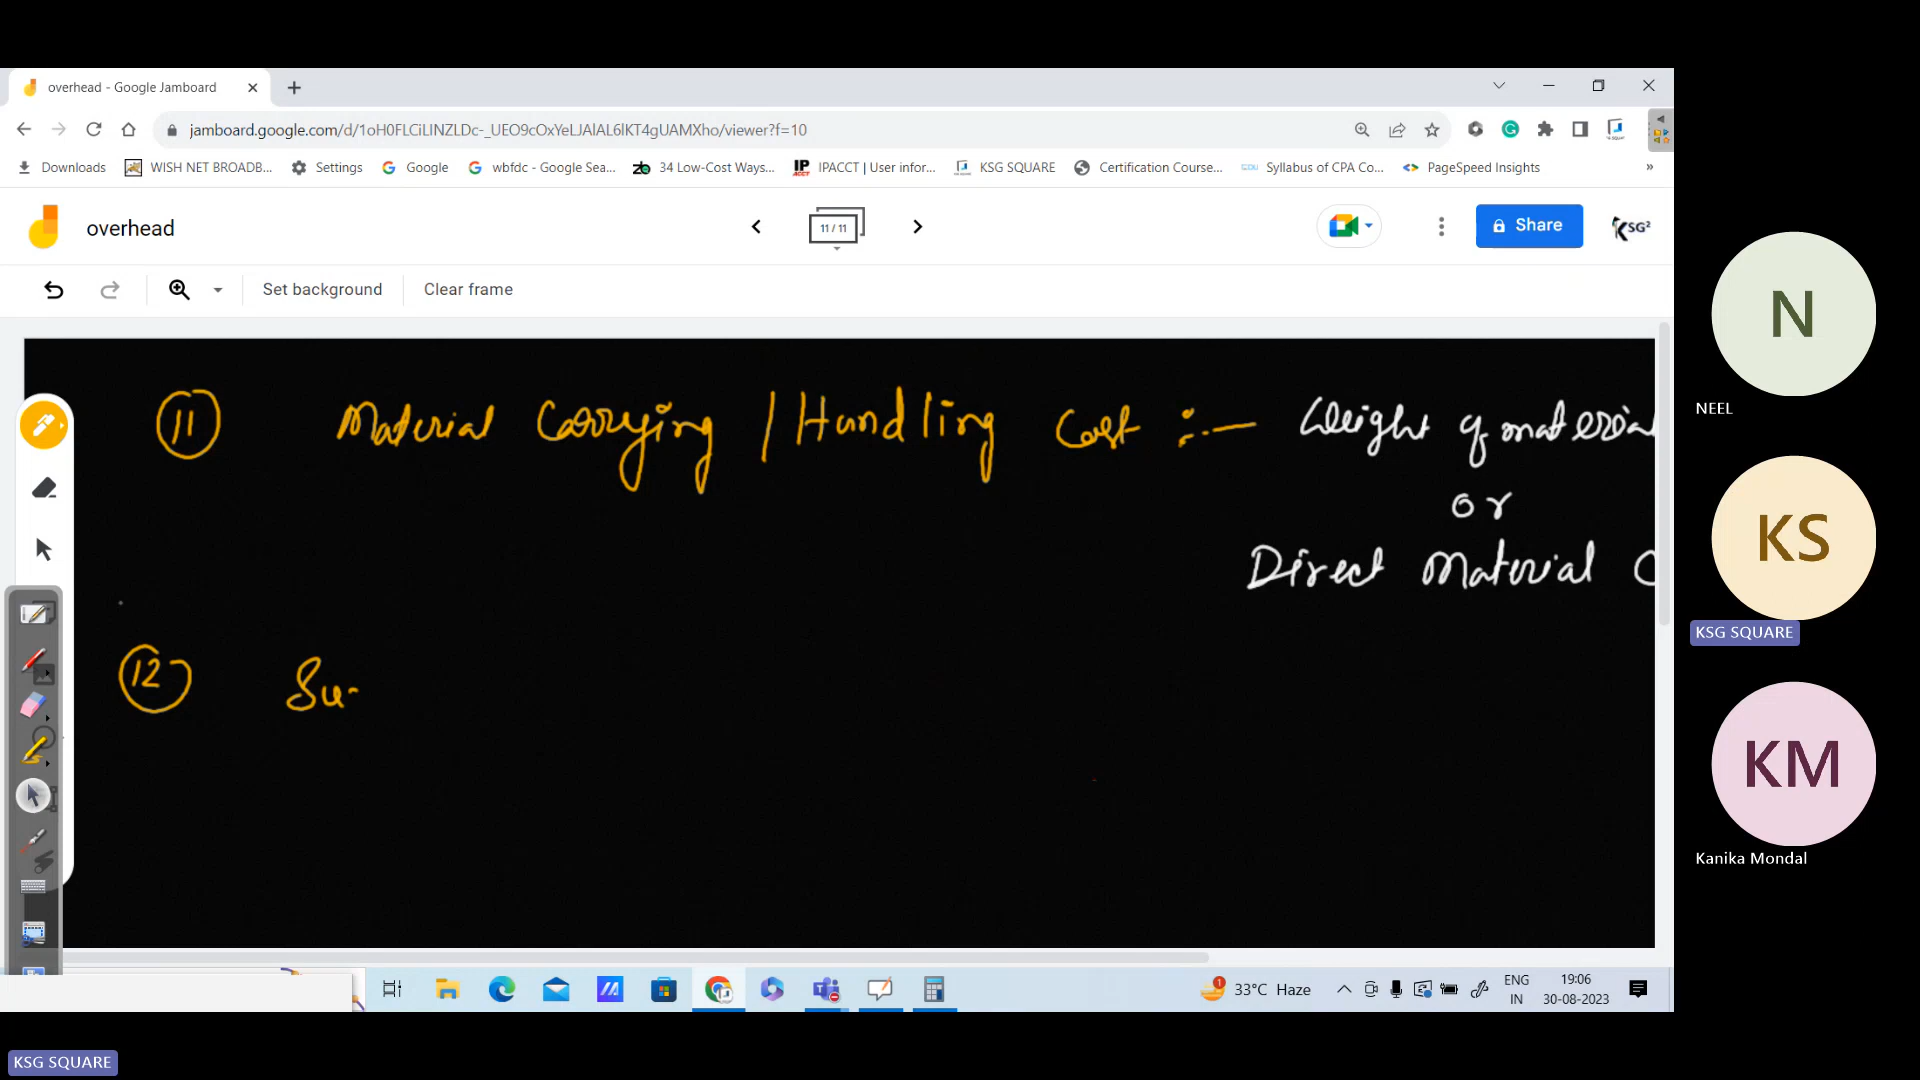 overhead - Google Jamboard
jamboard.google.com/d/1oH0FLCiLINZLDc-_UEO9cOxYeLJAlAL6lKT4gUAMXho/viewer?f=10
Downloads WISH NET BROADB... Settings Google wbfdc - Google Sea... 34 Low-Cost Ways... IPACCT | User infor... KSG SQUARE Certification Course... Syllabus of CPA Co... PageSpeed Insights »
overhead 11 / 11 Share KSG²
Set background Clear frame
11 Material Carrying / Handling Cost :- Weight of material
or
Direct Material C
12 Su
N
NEEL
KS
KSG SQUARE
KM
Kanika Mondal
1 33°C Haze ENG IN 19:06 30-08-2023
KSG SQUARE